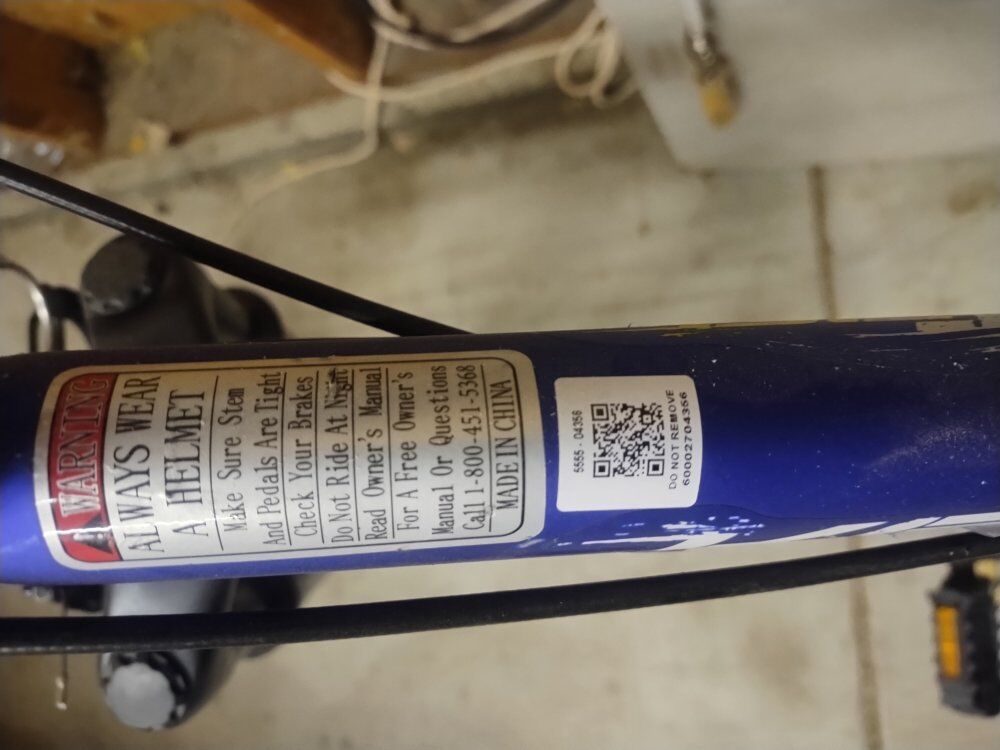 WARNING
ALWAYS WEAR
A HELMET
Make Sure Stem
And Pedals Are Tight
Check Your Brakes
Do Not Ride At Night
Read Owner's Manual
For A Free Owner's
Manual Or Questions
Call 1-800-451-5368
MADE IN CHINA
5555 - 04356
DO NOT REMOVE
60002704356